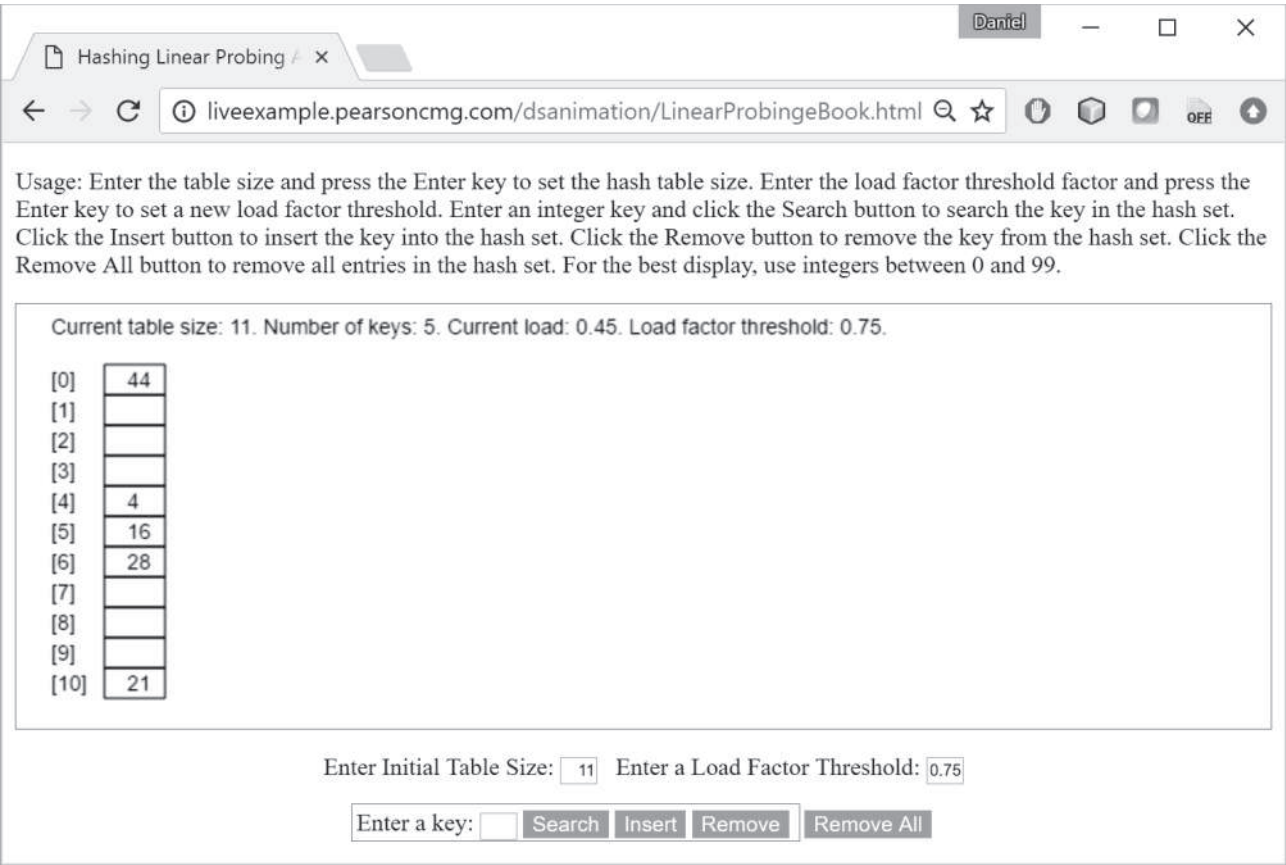 Daniel
Hashing Linear Probing A
liveexample.pearsoncmg.com/dsanimation/LinearProbingeBook.html
OFF
Usage: Enter the table size and press the Enter key to set the hash table size. Enter the load factor threshold factor and press the
Enter key to set a new load factor threshold. Enter an integer key and click the Search button to search the key in the hash set.
Click the Insert button to insert the key into the hash set. Click the Remove button to remove the key from the hash set. Click the
Remove All button to remove all entries in the hash set. For the best display, use integers between 0 and 99.
Current table size: 11. Number of keys: 5. Current load: 0.45. Load factor threshold: 0.75.
[0] 44
[1]
[2]
[3]
[4] 4
[5] 16
[6] 28
[7]
[8]
[9]
[10] 21
Enter Initial Table Size: 11 Enter a Load Factor Threshold: 0.75
Enter a key: Search Insert Remove Remove All